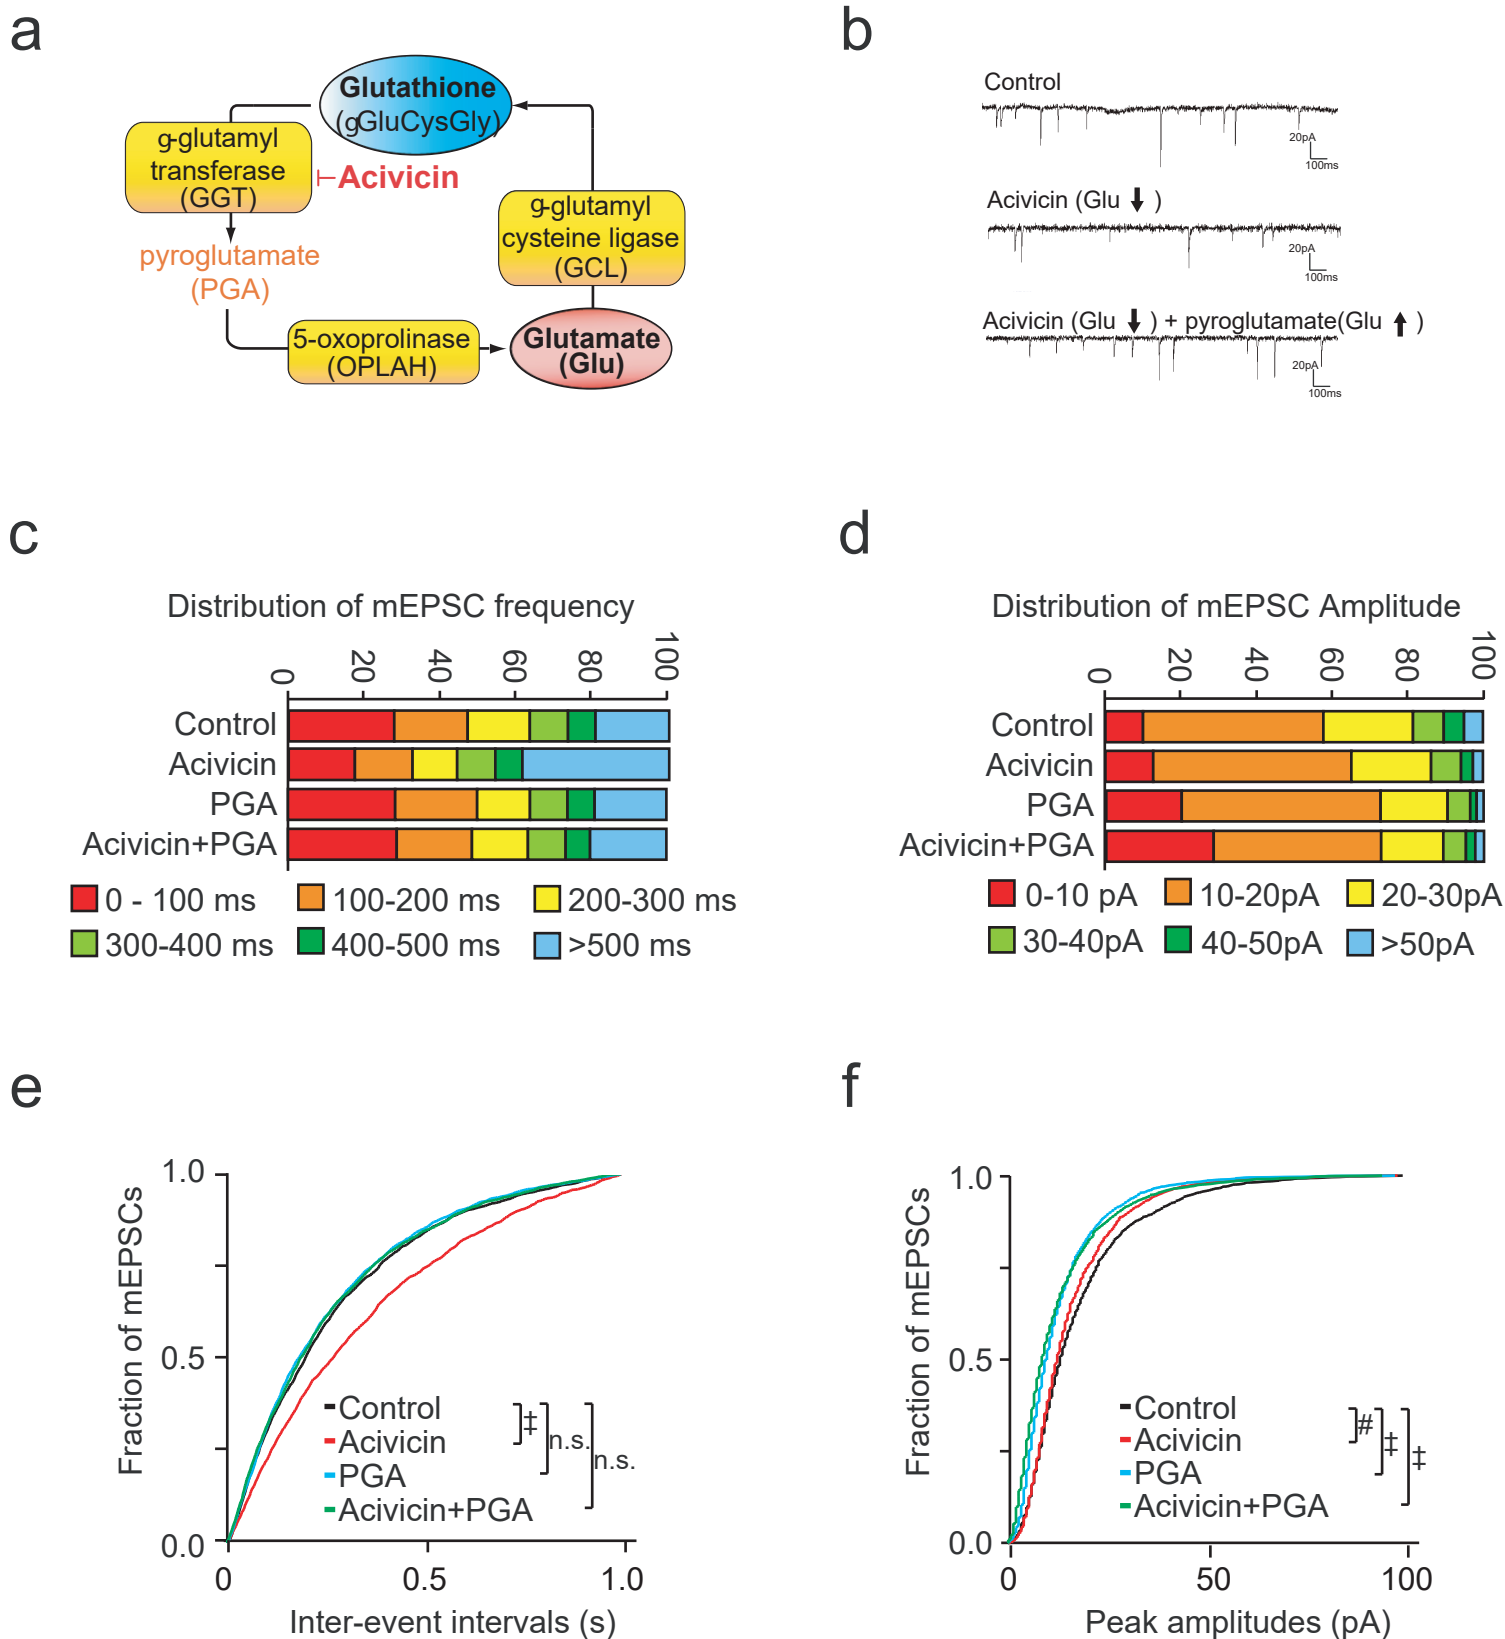 a
Glutathione
(gGluCysGly)
g-glutamyl
transferase
(GGT)
Acivicin
g-glutamyl
cysteine ligase
(GCL)
pyroglutamate
(PGA)
5-oxoprolinase
(OPLAH)
Glutamate
(Glu)
b
Control
20pA
100ms
Acivicin (Glu ⬇ )
20pA
100ms
Acivicin (Glu ⬇ ) + pyroglutamate(Glu ⬆ )
20pA
100ms
c
Distribution of mEPSC frequency
0 20 40 60 80 100
Control
Acivicin
PGA
Acivicin+PGA
0 - 100 ms 100-200 ms 200-300 ms
300-400 ms 400-500 ms >500 ms
d
Distribution of mEPSC Amplitude
0 20 40 60 80 100
Control
Acivicin
PGA
Acivicin+PGA
0-10 pA 10-20pA 20-30pA
30-40pA 40-50pA >50pA
e
Fraction of mEPSCs
1.0
0.5
0.0
Control
Acivicin
PGA
Acivicin+PGA
‡
n.s.
n.s.
0 0.5 1.0
Inter-event intervals (s)
f
Fraction of mEPSCs
1.0
0.5
0.0
Control
Acivicin
PGA
Acivicin+PGA
#
‡
‡
0 50 100
Peak amplitudes (pA)